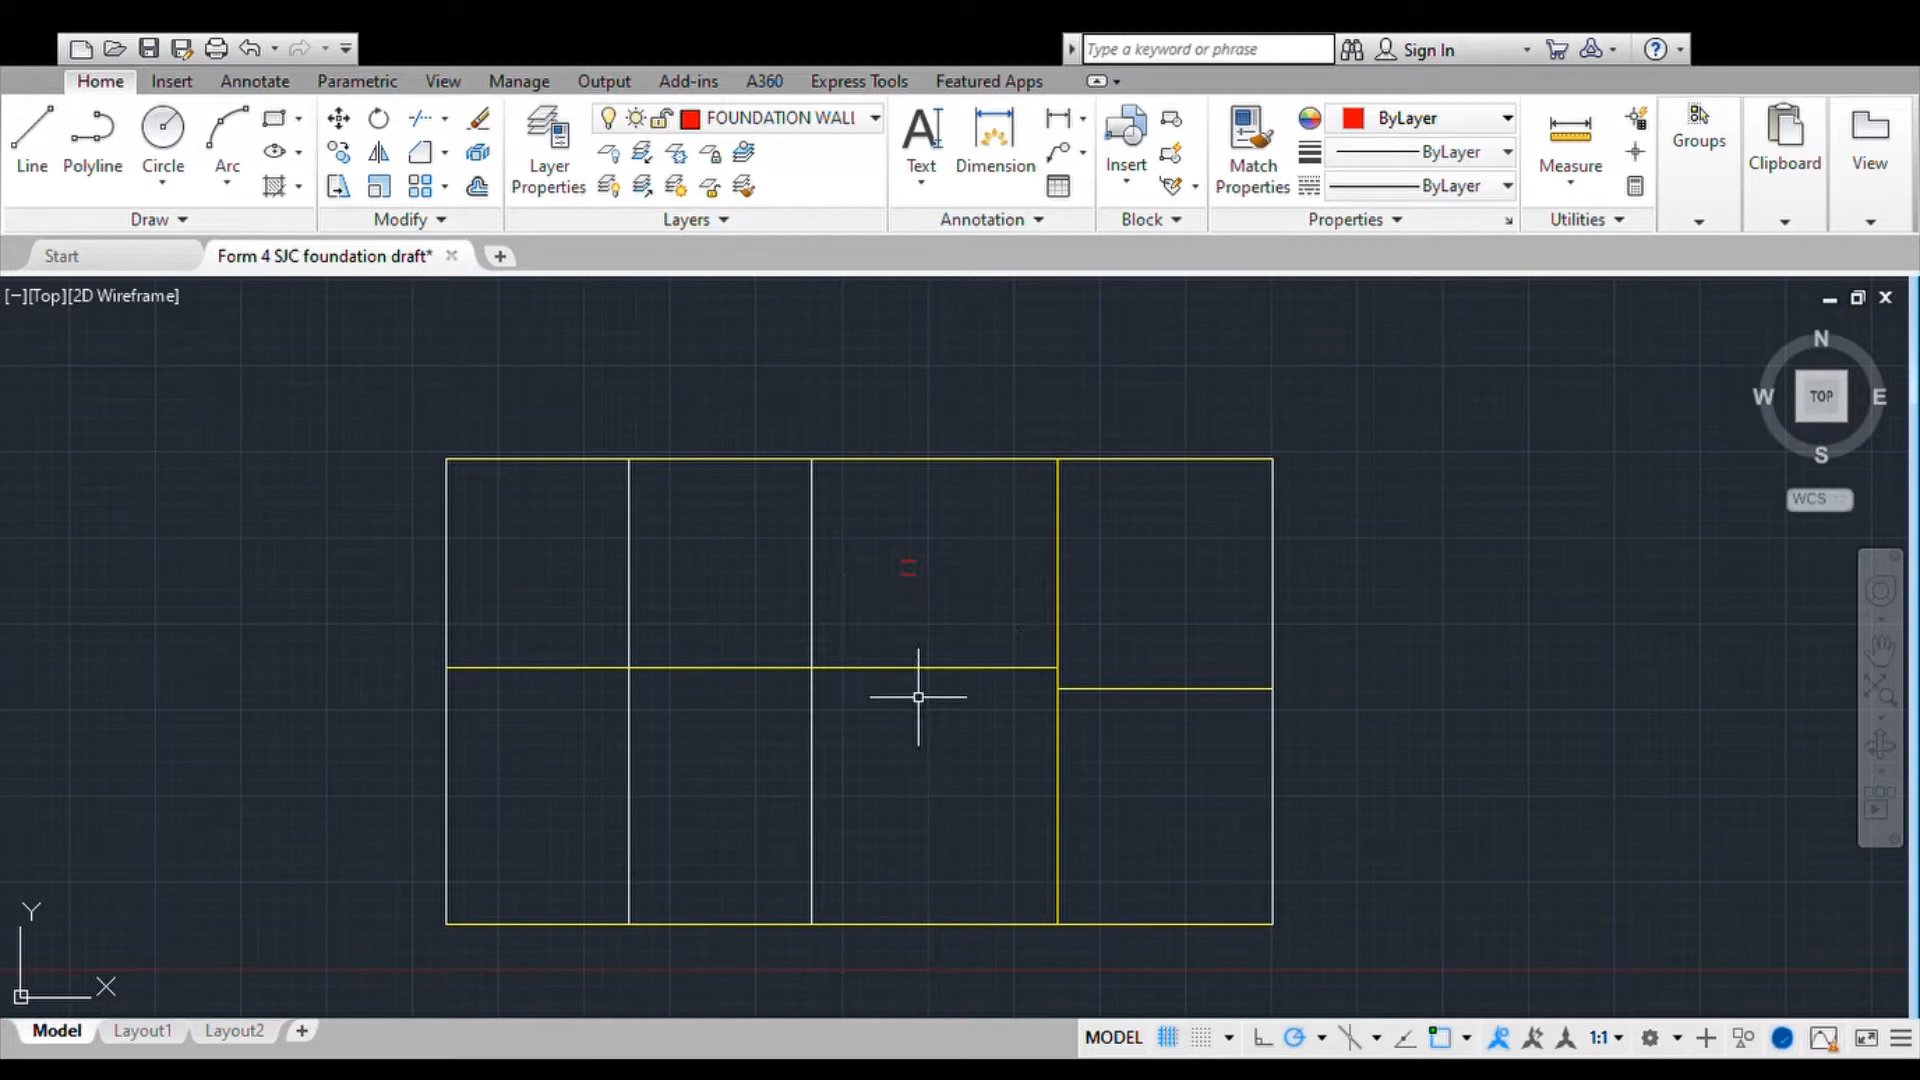 Type a keyword or phrase
Sign In
Home Insert Annotate Parametric View Manage Output Add-ins A360 Express Tools Featured Apps
FOUNDATION WALL
ByLayer
ByLayer
ByLayer
Line Polyline Circle Arc
Layer Properties
Text Dimension
Insert
Match Properties
Measure
Groups
Clipboard
View
Draw Modify Layers Annotation Block Properties Utilities
Start Form 4 SJC foundation draft*
[−][Top][2D Wireframe]
N
W TOP E
S
WCS
Y
X
Model Layout1 Layout2
MODEL 1:1